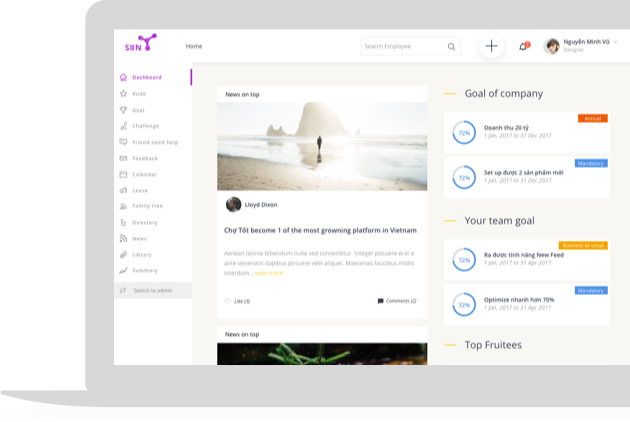 SEN
Home
Search Employee
Nguyễn Minh Vũ
Designer
Dashboard
Kudo
Goal
Challenge
Friend need help
Feedback
Calendar
Leave
Family tree
Directory
News
Library
Summary
Switch to admin
News on top
Lloyd Dixon
Chợ Tốt become 1 of the most growning platform in Vietnam
Aenean lacinia bibendum nulla sed consectetur. Integer posuere erat a
ante venenatis dapibus posuere velit aliquet. Maecenas faucibus mollis
interdum... view more
Like (3)
Comments (2)
News on top
Goal of company
Annual
72%
Doanh thu 20 tỷ
1 Jan, 2017 to 31 Dec 2017
Mandatory
72%
Set up được 2 sản phẩm mới
1 Jan, 2017 to 31 Dec 2017
Your team goal
Business as usual
72%
Ra được tính năng New Feed
1 Jan, 2017 to 31 Apr 2017
Mandatory
72%
Optimize nhanh hơn 70%
1 Jan, 2017 to 31 Apr 2017
Top Fruitees